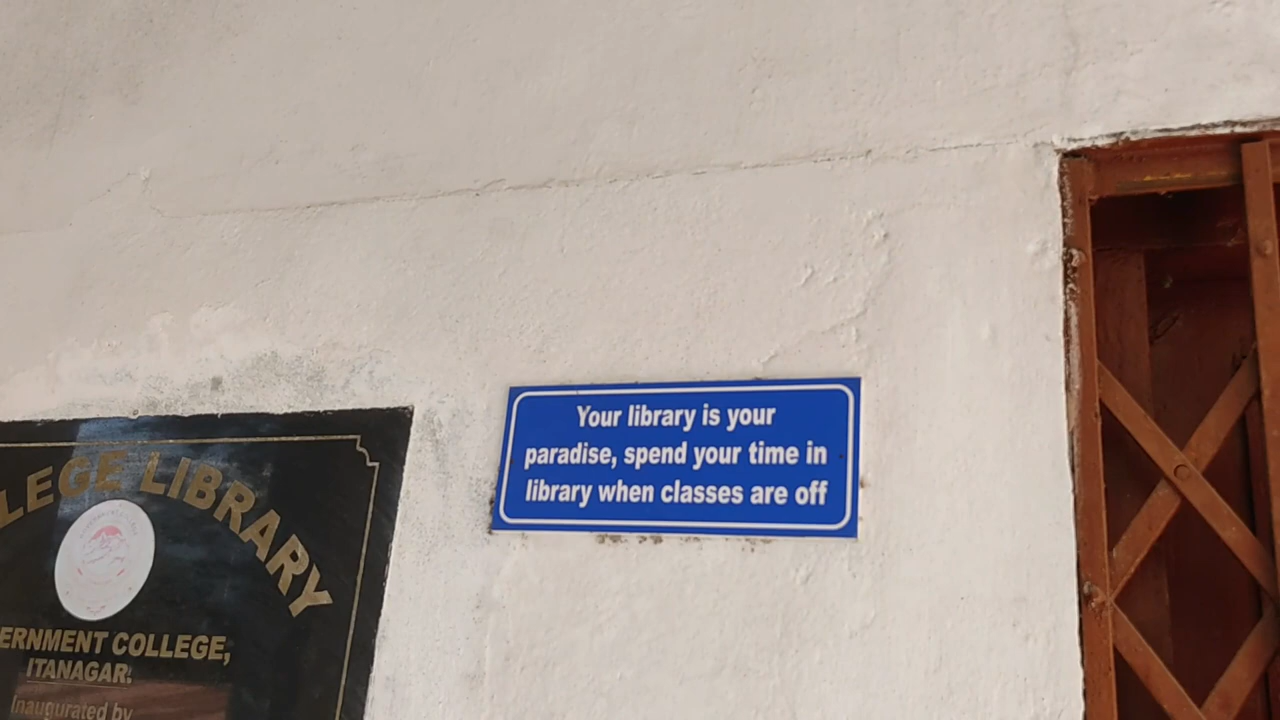 LEGE LIBRARY
ERNMENT COLLEGE,
ITANAGAR.
Inaugurated by
Your library is your
paradise, spend your time in
library when classes are off